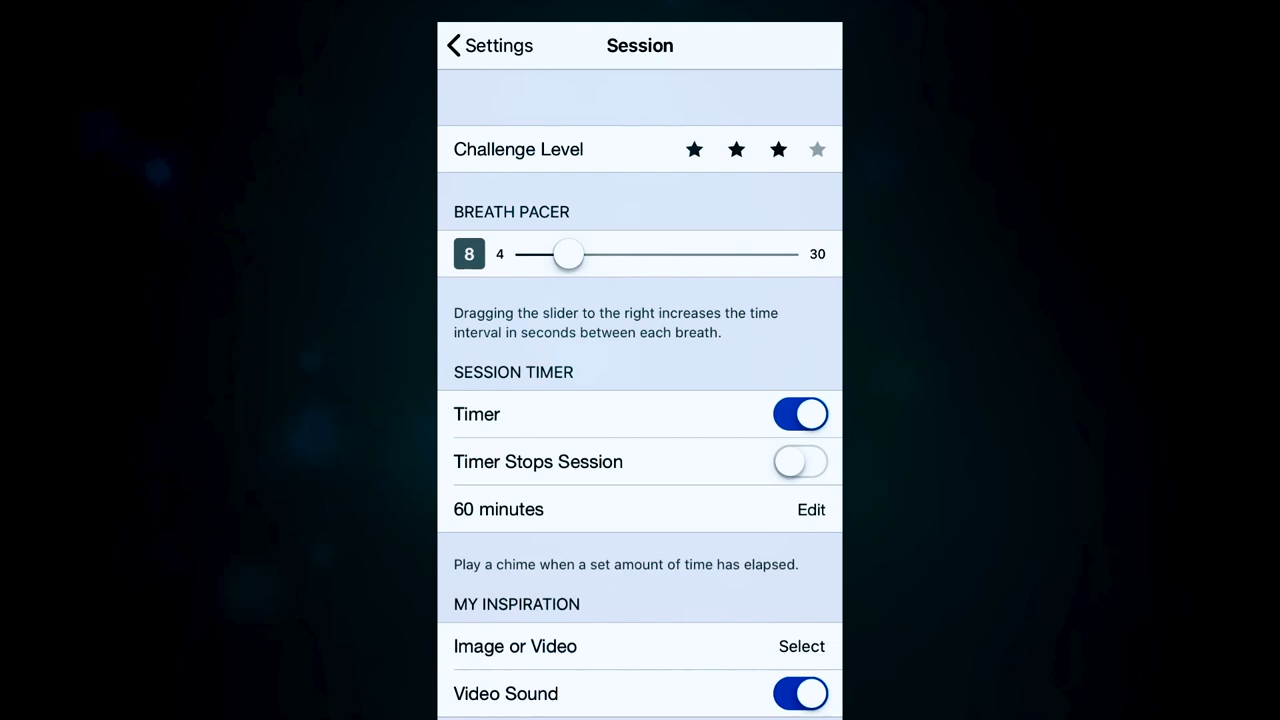 Settings
Session
Challenge Level
BREATH PACER
8 4 30
Dragging the slider to the right increases the time
interval in seconds between each breath.
SESSION TIMER
Timer
Timer Stops Session
60 minutes Edit
Play a chime when a set amount of time has elapsed.
MY INSPIRATION
Image or Video Select
Video Sound